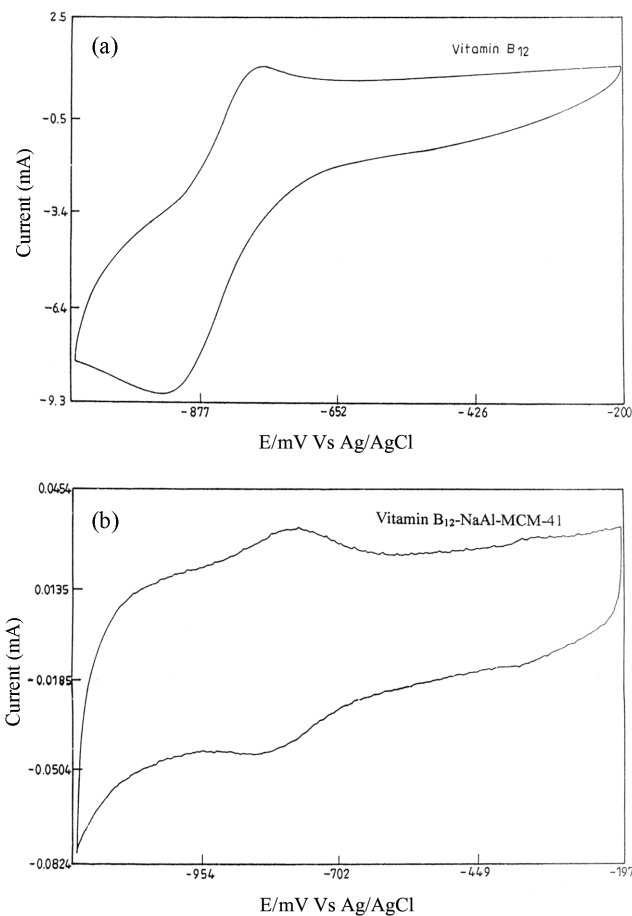 2.5
(a)
Vitamin B12
-0.5
Current (mA)
-3.4
-6.4
-9.3
-877
-652
-426
-200
E/mV Vs Ag/AgCl
0.0454
(b)
Vitamin B12-NaAl-MCM-41
0.0135
Current (mA)
-0.0185
-0.0504
-0.0824
-954
-702
-449
-197
E/mV Vs Ag/AgCl